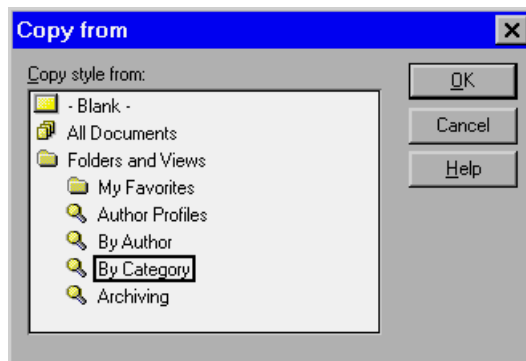 Copy from
Copy style from:
- Blank -
All Documents
Folders and Views
My Favorites
Author Profiles
By Author
By Category
Archiving
OK
Cancel
Help